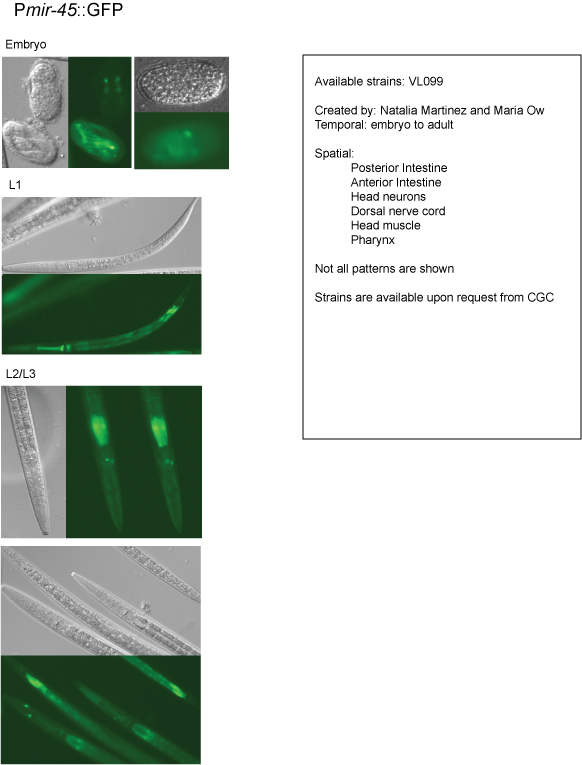 Pmir-45::GFP
Embryo
L1
L2/L3
Available strains: VL099
Created by: Natalia Martinez and Maria Ow
Temporal: embryo to adult
Spatial:
Posterior Intestine
Anterior Intestine
Head neurons
Dorsal nerve cord
Head muscle
Pharynx
Not all patterns are shown
Strains are available upon request from CGC